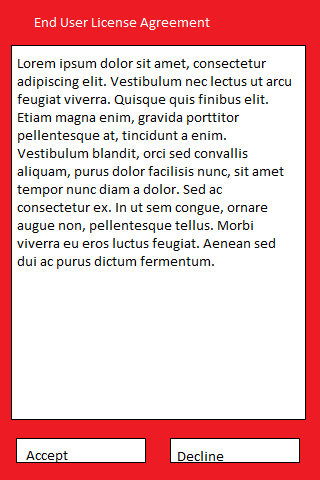 End User License Agreement
Lorem ipsum dolor sit amet, consectetur
adipiscing elit. Vestibulum nec lectus ut arcu
feugiat viverra. Quisque quis finibus elit.
Etiam magna enim, gravida porttitor
pellentesque at, tincidunt a enim.
Vestibulum blandit, orci sed convallis
aliquam, purus dolor facilisis nunc, sit amet
tempor nunc diam a dolor. Sed ac
consectetur ex. In ut sem congue, ornare
augue non, pellentesque tellus. Morbi
viverra eu eros luctus feugiat. Aenean sed
dui ac purus dictum fermentum.
Accept
Decline